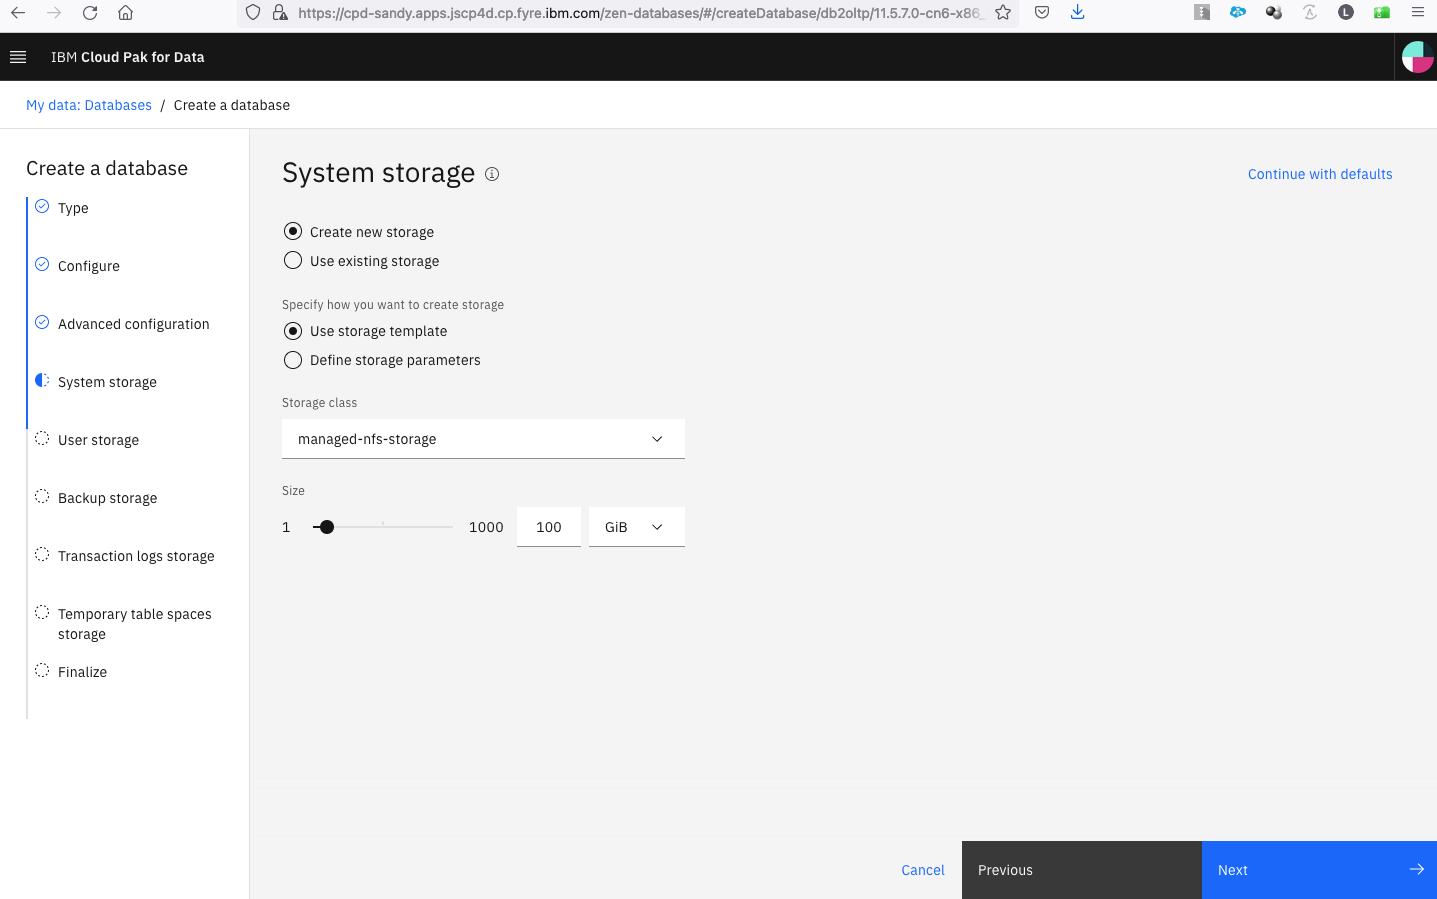 https://cpd-sandy.apps.jscp4d.cp.fyre.ibm.com/zen-databases/#/createDatabase/db2oltp/11.5.7.0-cn6-x86_
L
IBM Cloud Pak for Data
My data: Databases / Create a database
Create a database
Type
Configure
Advanced configuration
System storage
User storage
Backup storage
Transaction logs storage
Temporary table spaces
storage
Finalize
System storage
Continue with defaults
Create new storage
Use existing storage
Specify how you want to create storage
Use storage template
Define storage parameters
Storage class
managed-nfs-storage
Size
1 1000 100 GiB
Cancel Previous Next